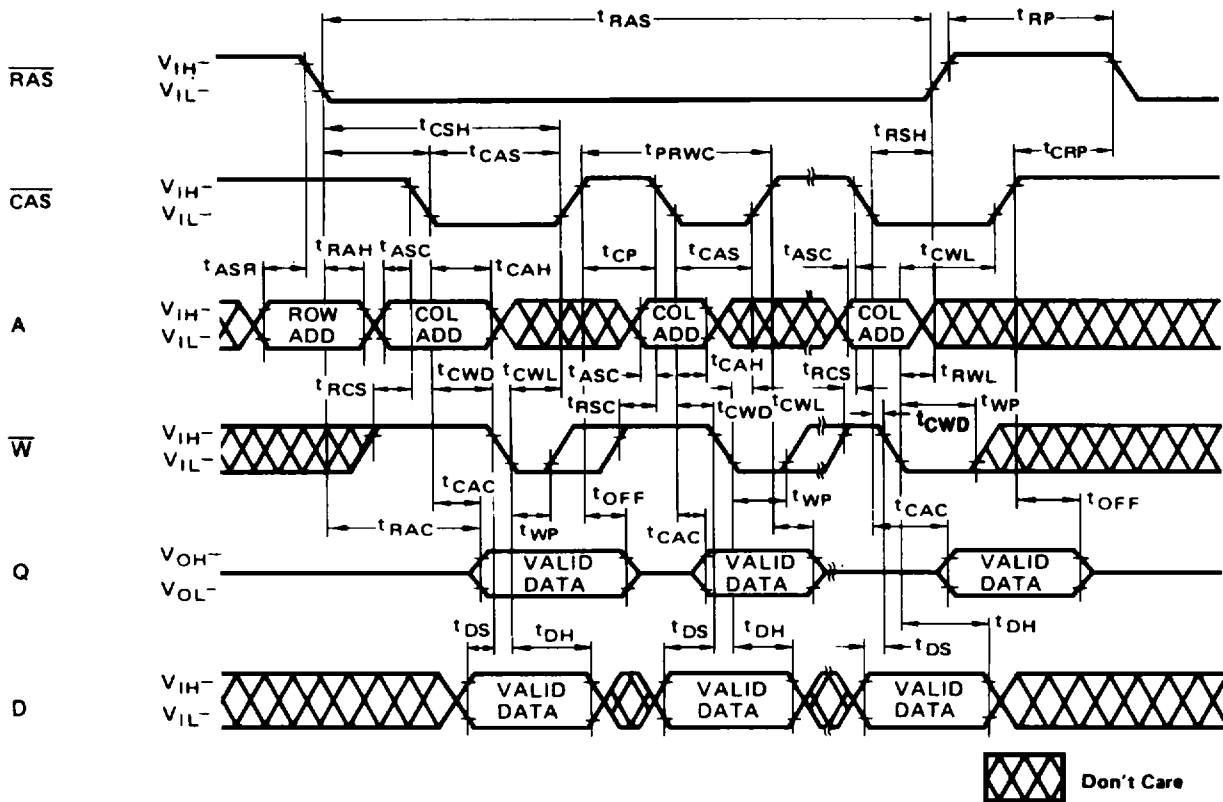 tRAS
tRP
RAS
VIH-
VIL-
tCSH
tCAS
tPRWC
tRSH
tCRP
CAS
VIH-
VIL-
tASR
tRAH
tASC
tCAH
tCP
tCAS
tASC
tCWL
A
VIH-
VIL-
ROW ADD
COL ADD
COL ADD
COL ADD
tRCS
tCWD
tCWL
tASC
tCAH
tRCS
tRWL
tRSC
tCWD
tCWL
tCWD
tWP
W
VIH-
VIL-
tCAC
tRAC
tWP
tOFF
tCAC
tWP
tCAC
tOFF
Q
VOH-
VOL-
VALID DATA
VALID DATA
VALID DATA
tDS
tDH
tDS
tDH
tDS
tDH
D
VIH-
VIL-
VALID DATA
VALID DATA
VALID DATA
Don't Care